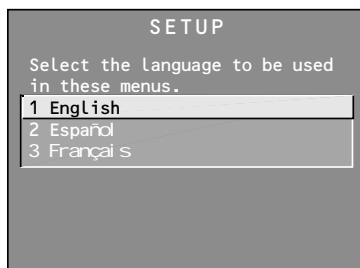 SETUP
Select the language to be used
in these menus.
1 English
2 Español
3 Français